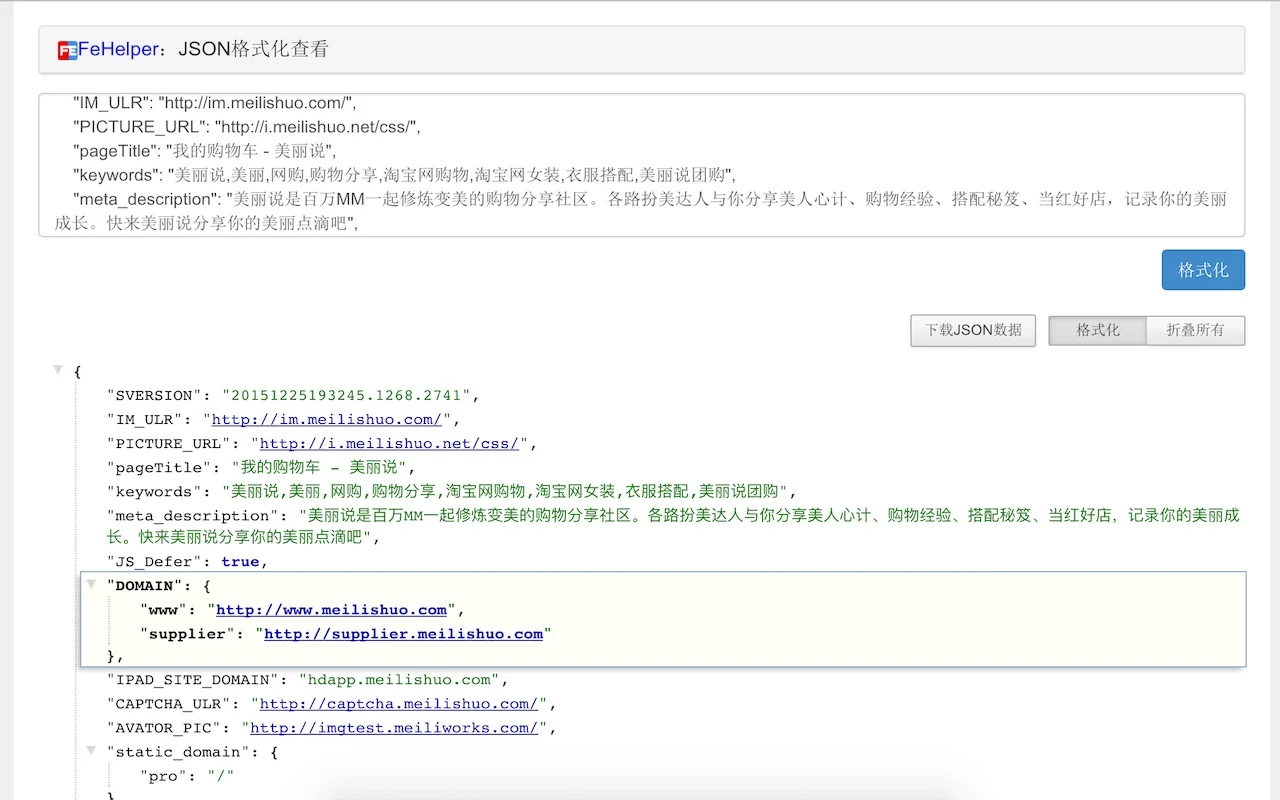 FeHelper：JSON格式化查看
"IM_ULR": "http://im.meilishuo.com/",
"PICTURE_URL": "http://i.meilishuo.net/css/",
"pageTitle": "我的购物车 - 美丽说",
"keywords": "美丽说,美丽,网购,购物分享,淘宝网购物,淘宝网女装,衣服搭配,美丽说团购",
"meta_description": "美丽说是百万MM一起修炼变美的购物分享社区。各路扮美达人与你分享美人心计、购物经验、搭配秘笈、当红好店，记录你的美丽
成长。快来美丽说分享你的美丽点滴吧",
格式化
下载JSON数据 格式化 折叠所有
{
"SVERSION": "20151225193245.1268.2741",
"IM_ULR": "http://im.meilishuo.com/",
"PICTURE_URL": "http://i.meilishuo.net/css/",
"pageTitle": "我的购物车 - 美丽说",
"keywords": "美丽说,美丽,网购,购物分享,淘宝网购物,淘宝网女装,衣服搭配,美丽说团购",
"meta_description": "美丽说是百万MM一起修炼变美的购物分享社区。各路扮美达人与你分享美人心计、购物经验、搭配秘笈、当红好店，记录你的美丽成
长。快来美丽说分享你的美丽点滴吧",
"JS_Defer": true,
"DOMAIN": {
"www": "http://www.meilishuo.com",
"supplier": "http://supplier.meilishuo.com"
},
"IPAD_SITE_DOMAIN": "hdapp.meilishuo.com",
"CAPTCHA_ULR": "http://captcha.meilishuo.com/",
"AVATOR_PIC": "http://imgtest.meiliworks.com/",
"static_domain": {
"pro": "/"
}